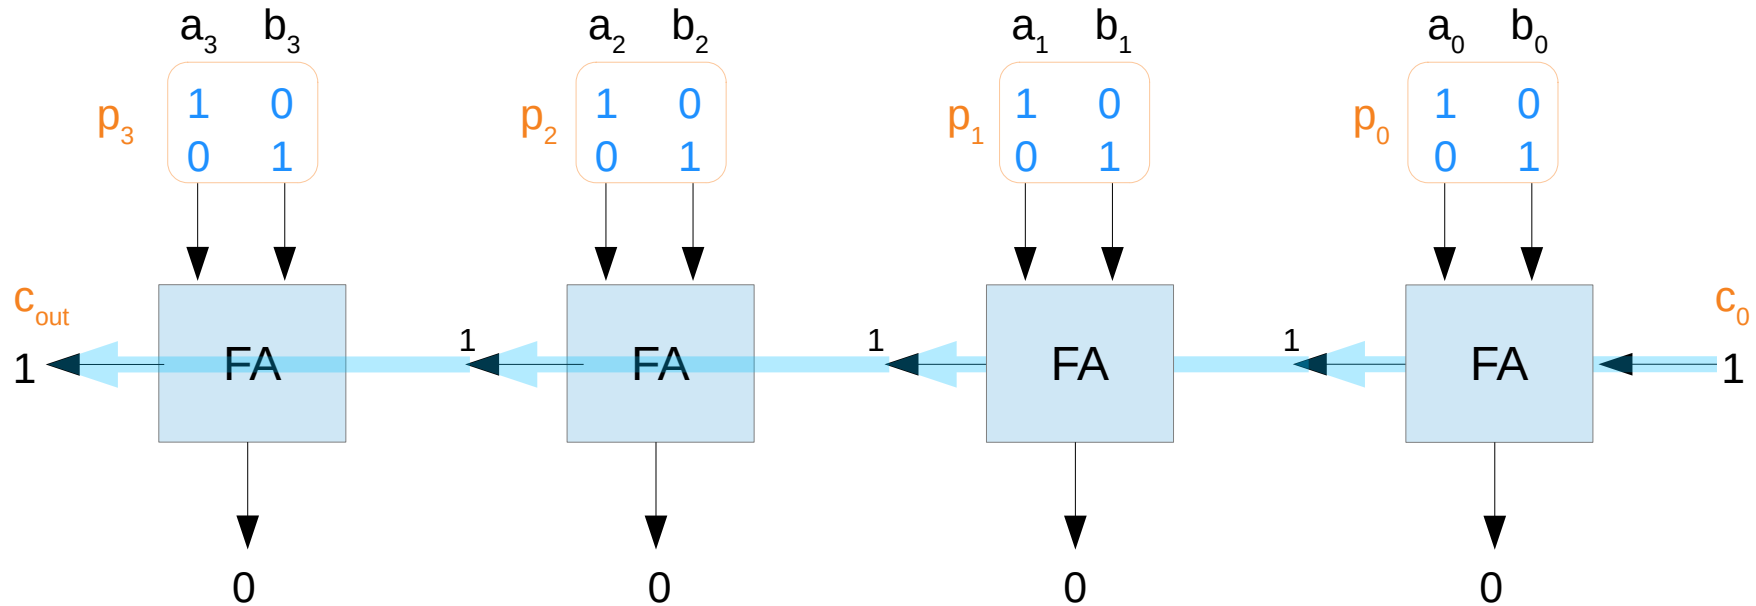 a3 b3 a2 b2 a1 b1 a0 b0
1 0 1 0 1 0 1 0
p3 p2 p1 p0
0 1 0 1 0 1 0 1
cout c0
1 1 1
1 FA FA FA FA 1
0 0 0 0